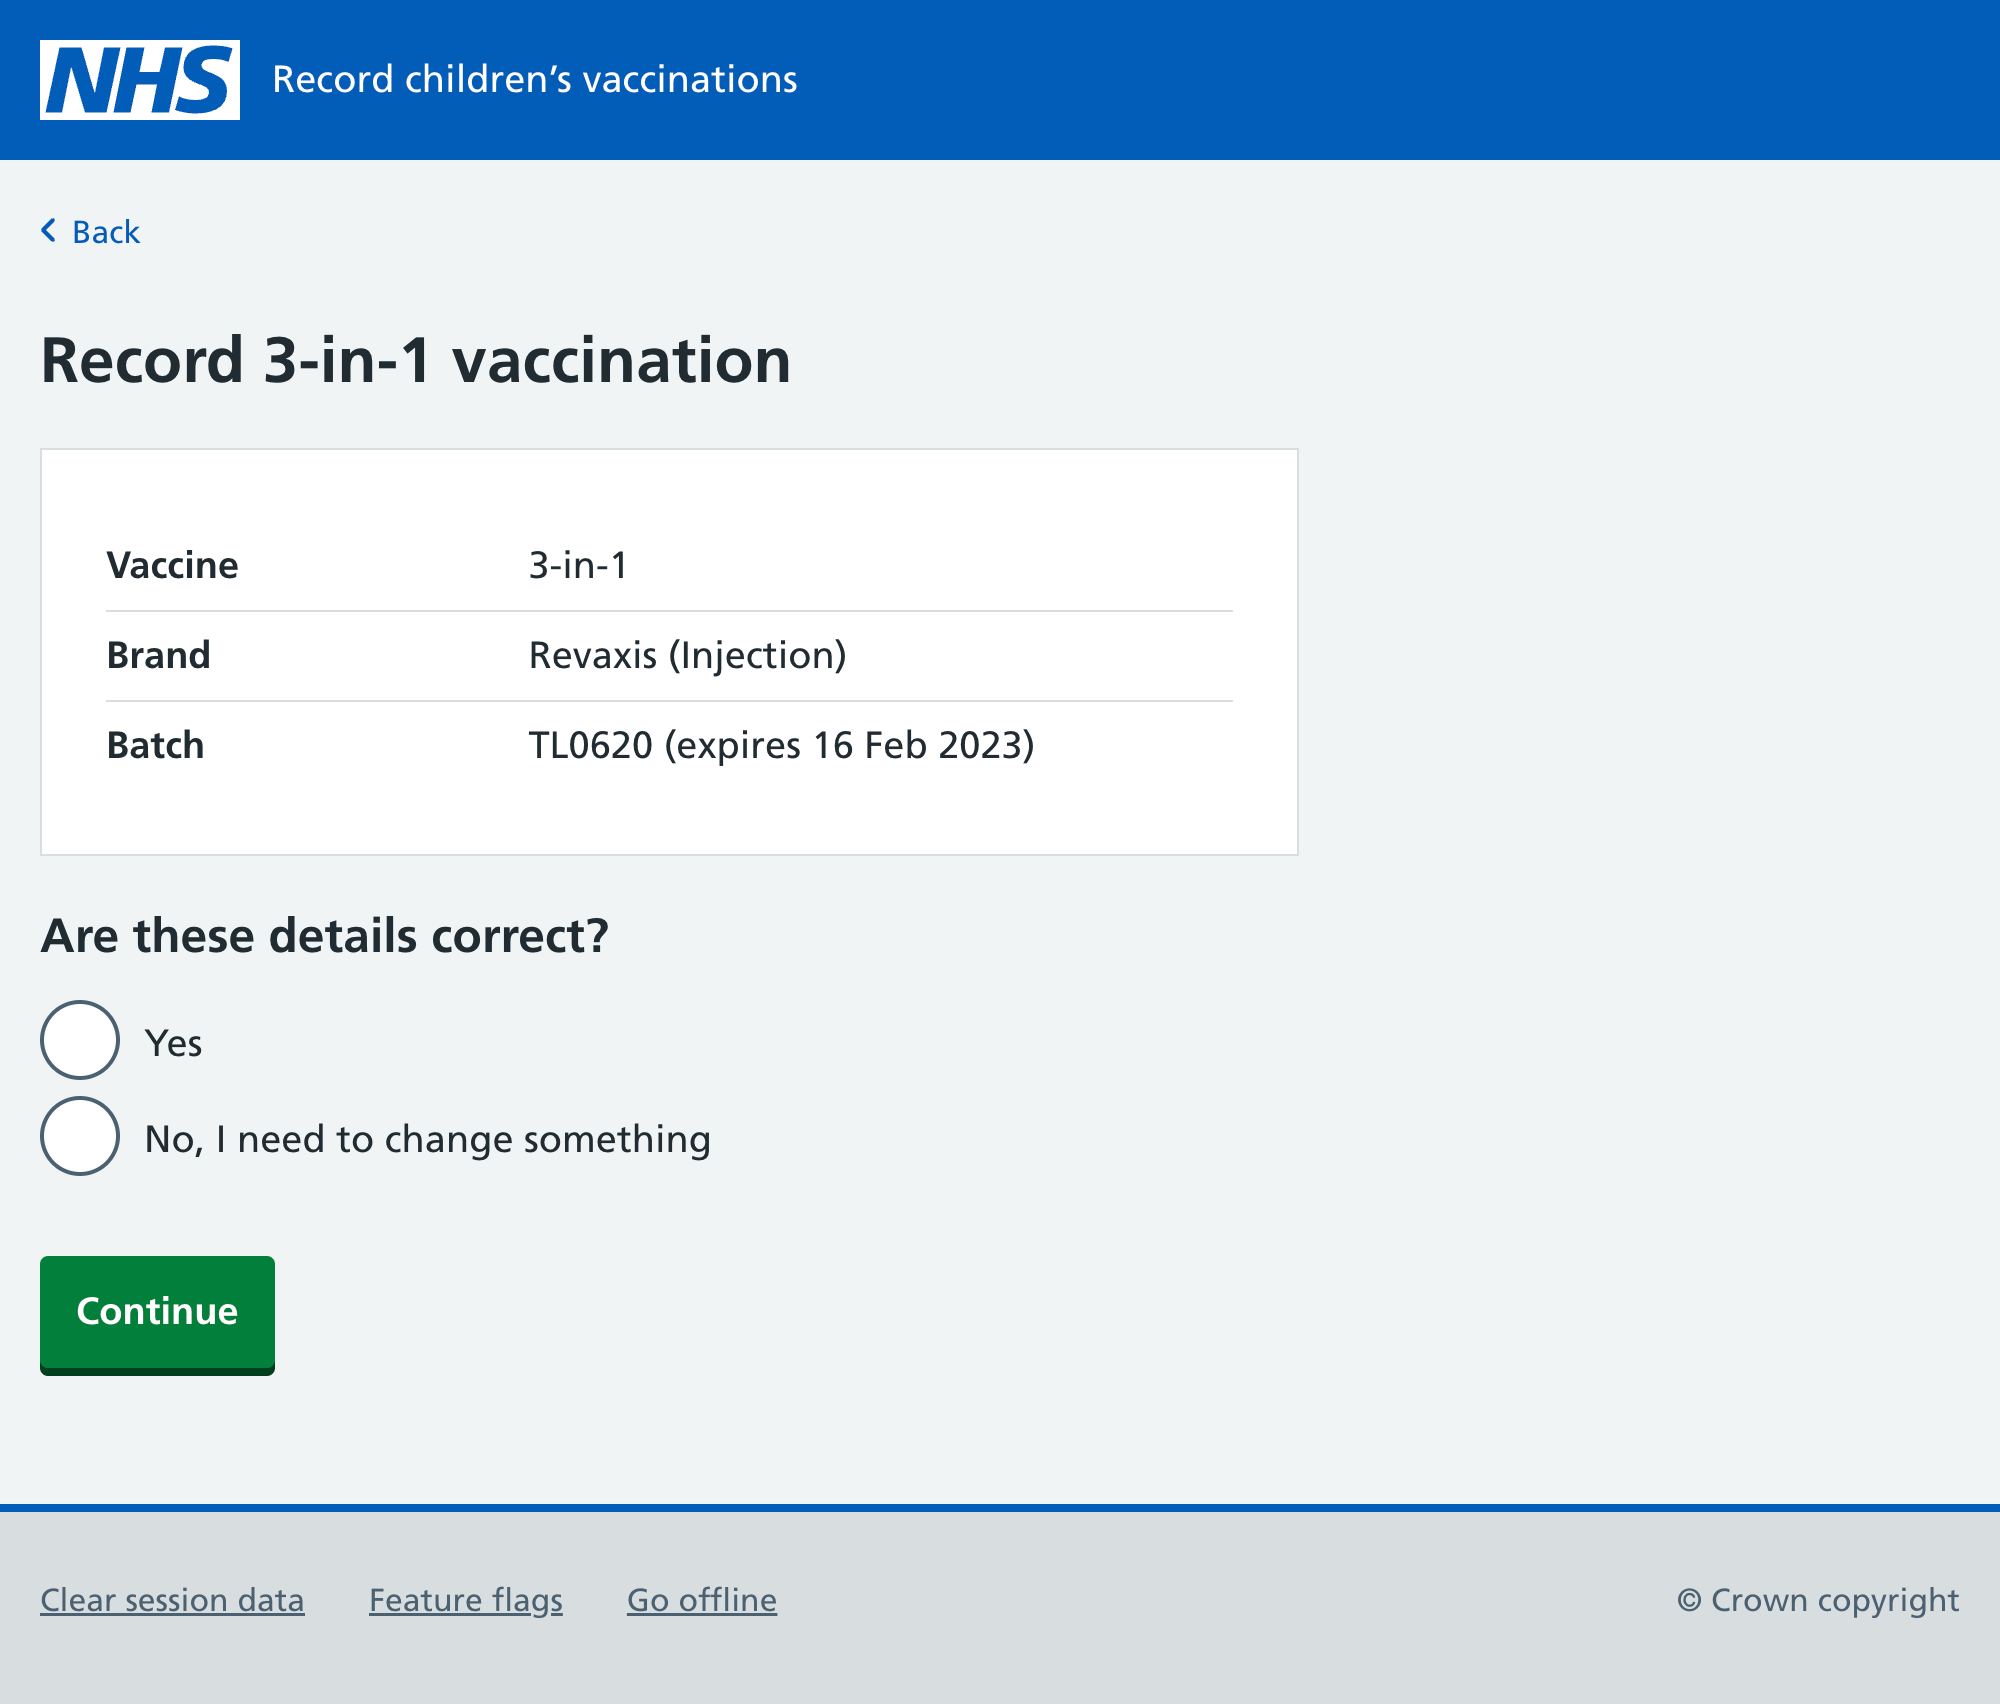 NHS Record children’s vaccinations
Back
Record 3-in-1 vaccination
Vaccine 3-in-1
Brand Revaxis (Injection)
Batch TL0620 (expires 16 Feb 2023)
Are these details correct?
Yes
No, I need to change something
Continue
Clear session data Feature flags Go offline © Crown copyright